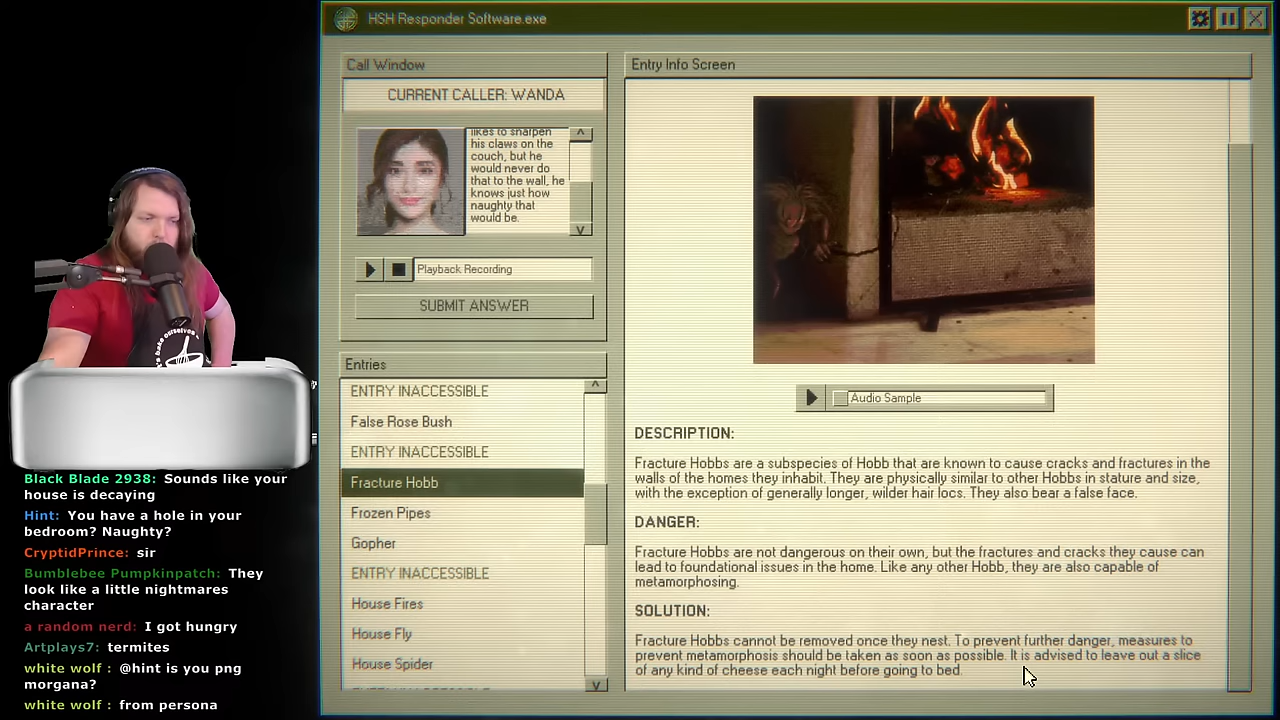 HSH Responder Software.exe
Call Window
CURRENT CALLER: WANDA
likes to sharpen
his claws on the
couch, but he
would never do
that to the wall, he
knows just how
naughty that
would be.
Playback Recording
SUBMIT ANSWER
Entries
ENTRY INACCESSIBLE
False Rose Bush
ENTRY INACCESSIBLE
Fracture Hobb
Frozen Pipes
Gopher
ENTRY INACCESSIBLE
House Fires
House Fly
House Spider
Entry Info Screen
Audio Sample
DESCRIPTION:
Fracture Hobbs are a subspecies of Hobb that are known to cause cracks and fractures in the
walls of the homes they inhabit. They are physically similar to other Hobbs in stature and size,
with the exception of generally longer, wilder hair locs. They also bear a false face.
DANGER:
Fracture Hobbs are not dangerous on their own, but the fractures and cracks they cause can
lead to foundational issues in the home. Like any other Hobb, they are also capable of
metamorphosing.
SOLUTION:
Fracture Hobbs cannot be removed once they nest. To prevent further danger, measures to
prevent metamorphosis should be taken as soon as possible. It is advised to leave out a slice
of any kind of cheese each night before going to bed.
Black Blade 2938: Sounds like your
house is decaying
Hint: You have a hole in your
bedroom? Naughty?
CryptidPrince: sir
Bumblebee Pumpkinpatch: They
look like a little nightmares
character
a random nerd: I got hungry
Artplays7: termites
white wolf : @hint is you png
morgana?
white wolf : from persona